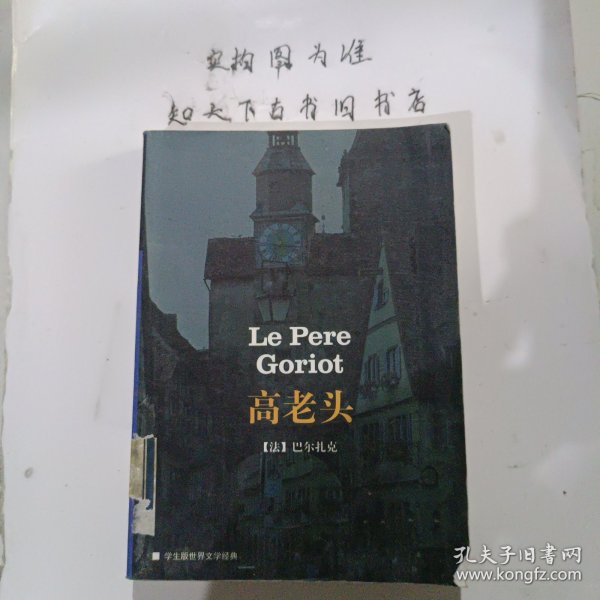 实拍图为准
知天下古书旧书店
Le Pere
Goriot
高老头
【法】巴尔扎克
学生版世界文学经典
孔夫子旧书网
www.kongfz.com